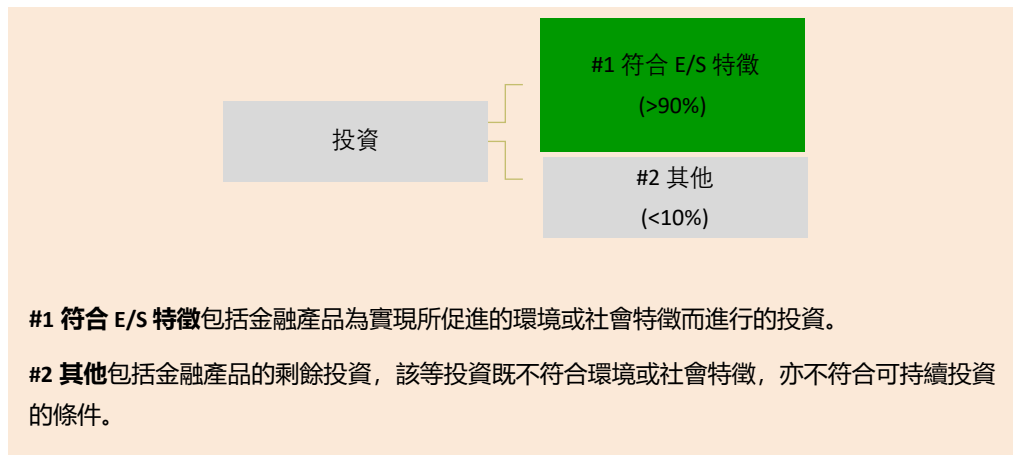 #1 符合 E/S 特徵
(>90%)
投資
#2 其他
(<10%)
#1 符合 E/S 特徵包括金融產品為實現所促進的環境或社會特徵而進行的投資。
#2 其他包括金融產品的剩餘投資，該等投資既不符合環境或社會特徵，亦不符合可持續投資
的條件。